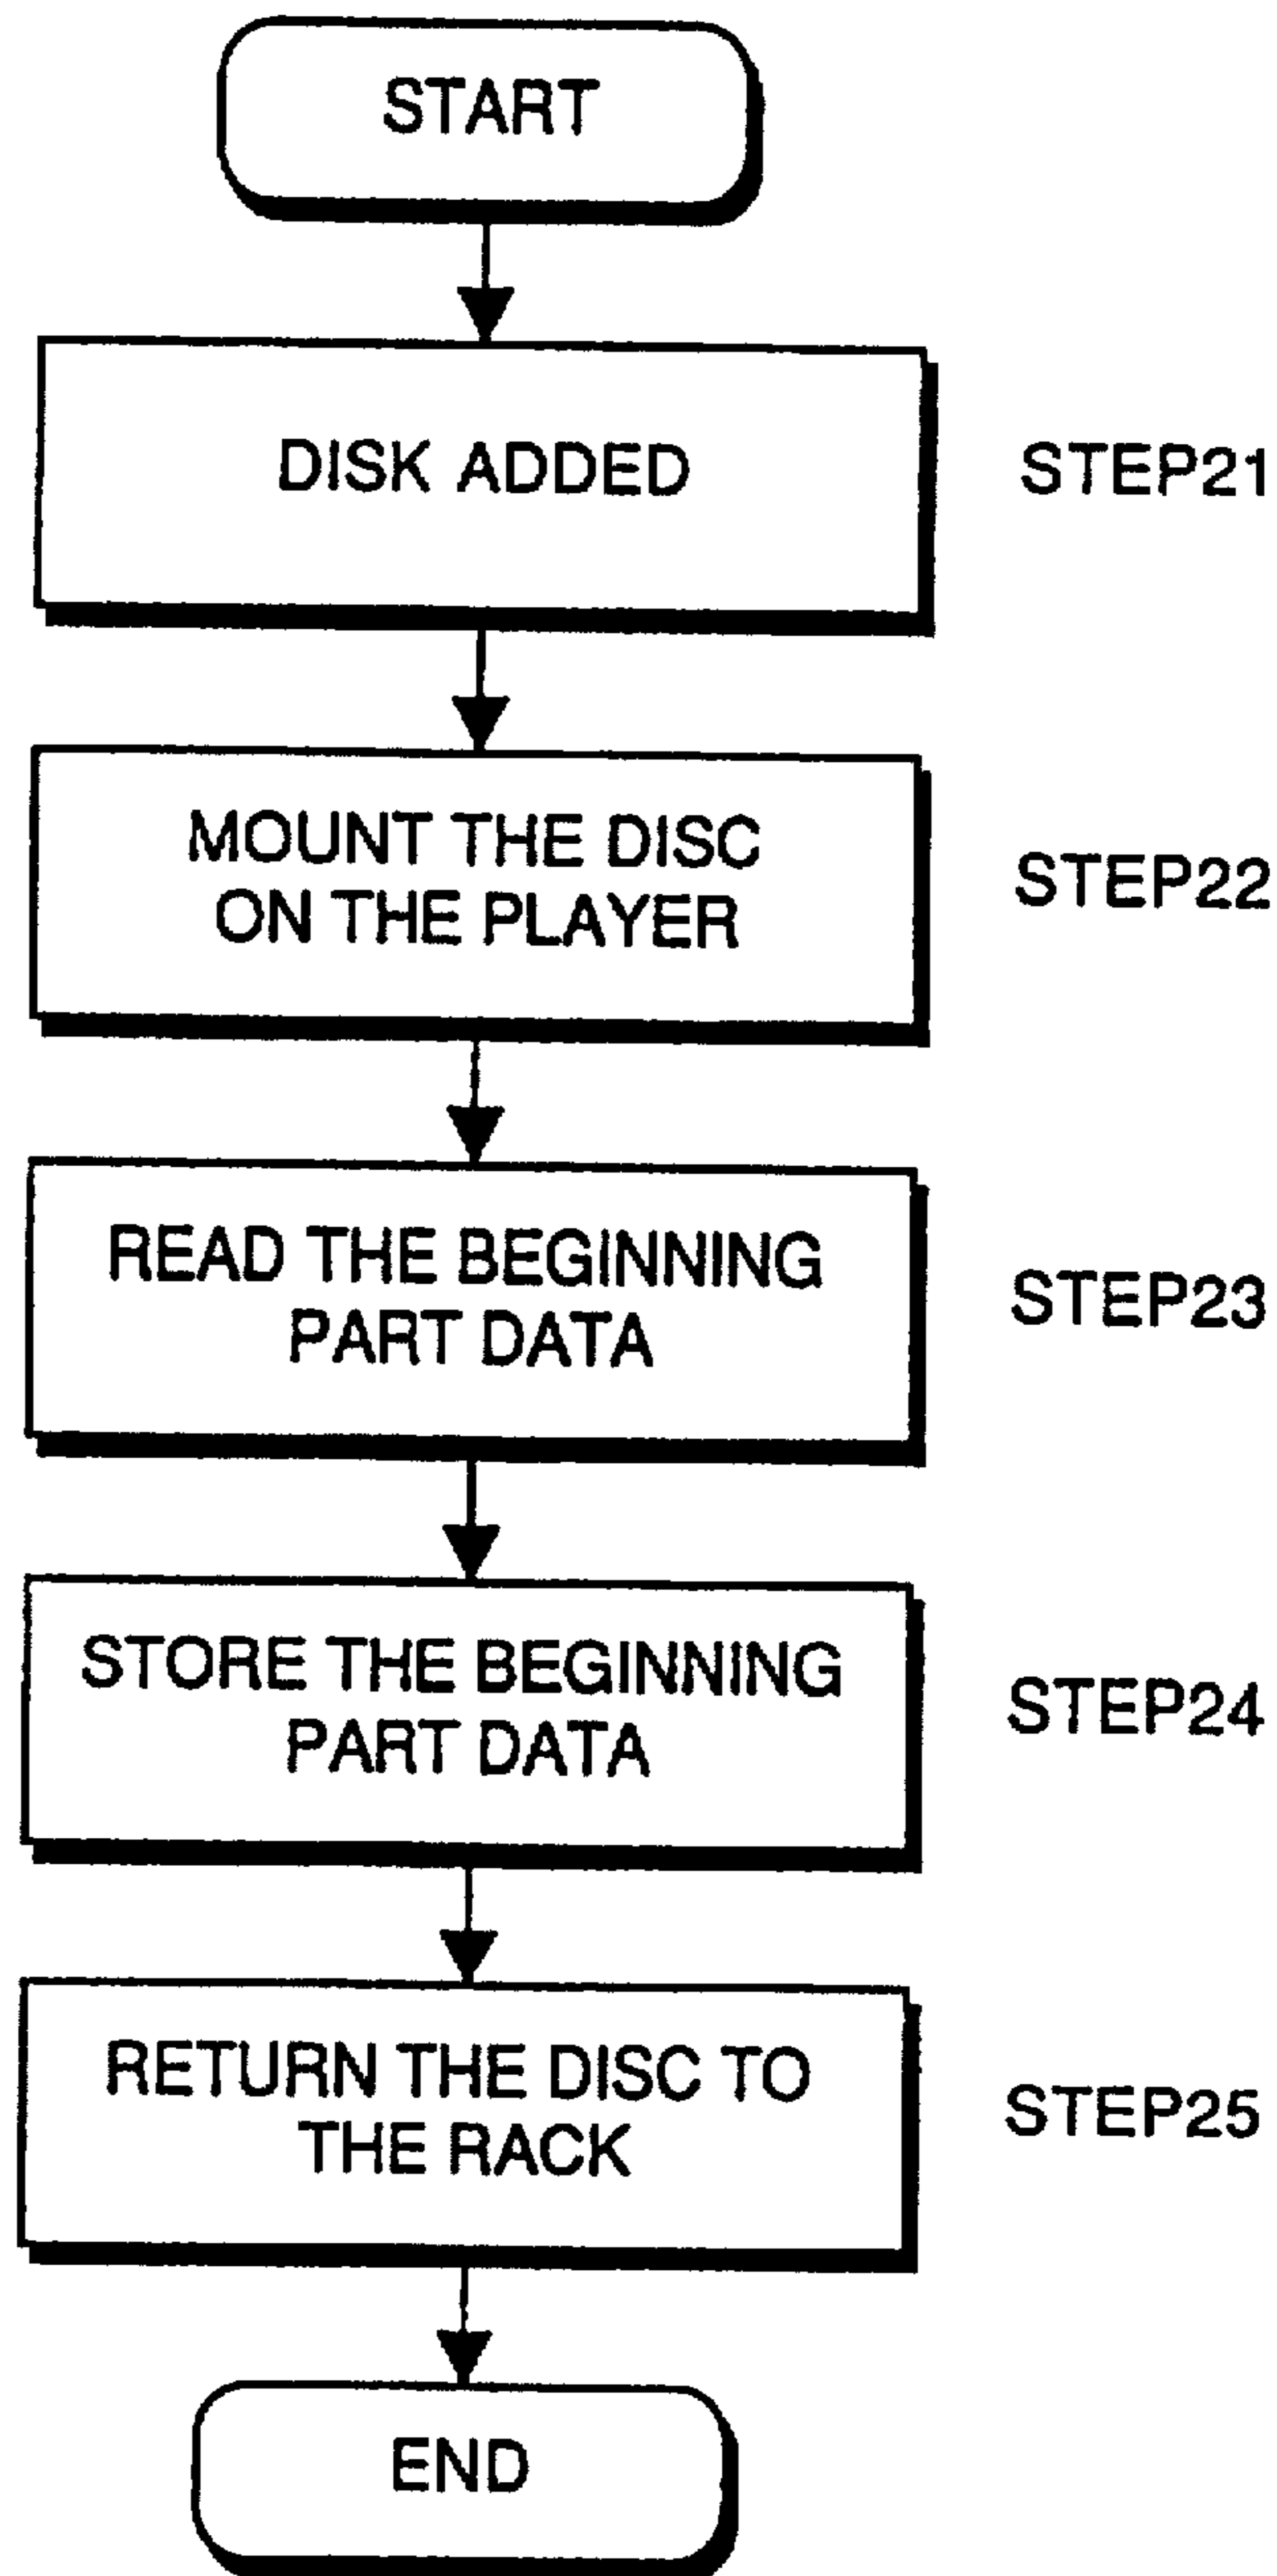 START
DISK ADDED
STEP21
MOUNT THE DISC
ON THE PLAYER
STEP22
READ THE BEGINNING
PART DATA
STEP23
STORE THE BEGINNING
PART DATA
STEP24
RETURN THE DISC TO
THE RACK
STEP25
END